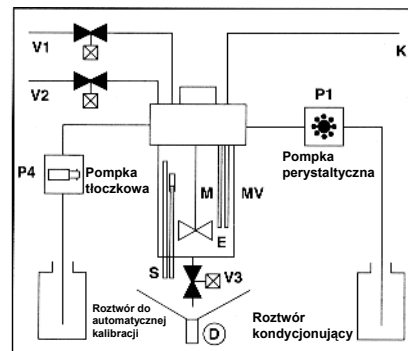 V1
K
V2
P1
P4
Pompka
tłoczkowa
Pompka
perystaltyczna
M
MV
E
S
V3
Roztwór do
automatycznej
kalibracji
D
Roztwór
kondycjonujący